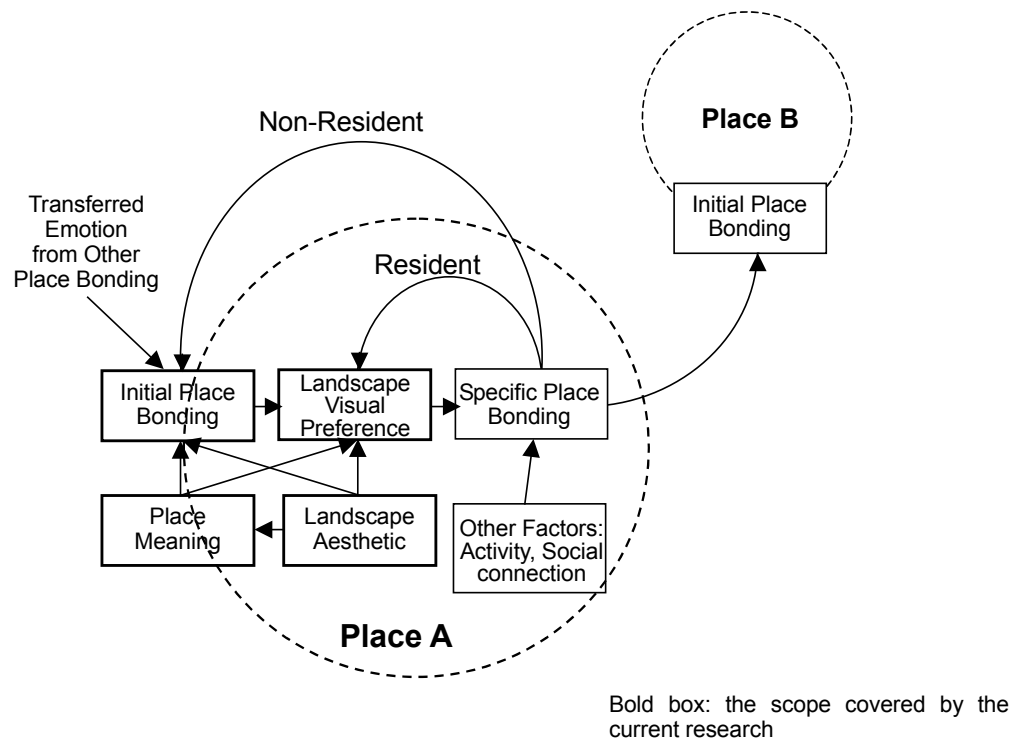 Place B
Non-Resident
Initial Place
Bonding
Transferred
Emotion
from Other
Place Bonding
Resident
Initial Place
Bonding
Landscape
Visual
Preference
Specific Place
Bonding
Place
Meaning
Landscape
Aesthetic
Other Factors:
Activity, Social
connection
Place A
Bold box: the scope covered by the
current research